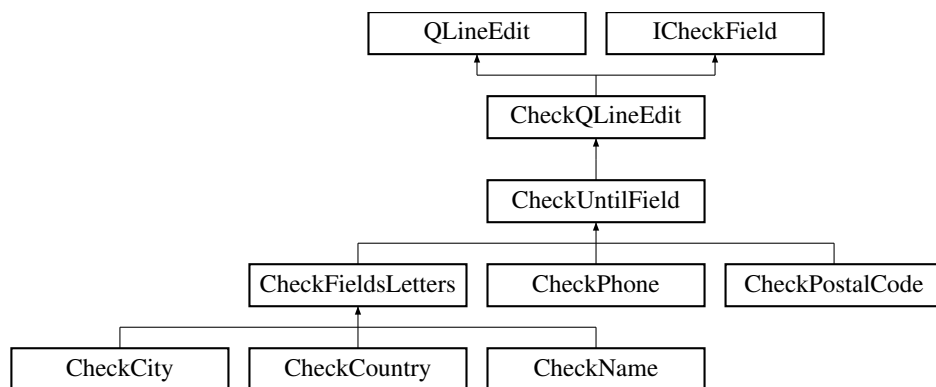 QLineEdit ICheckField
CheckQLineEdit
CheckUntilField
CheckFieldsLetters CheckPhone CheckPostalCode
CheckCity CheckCountry CheckName